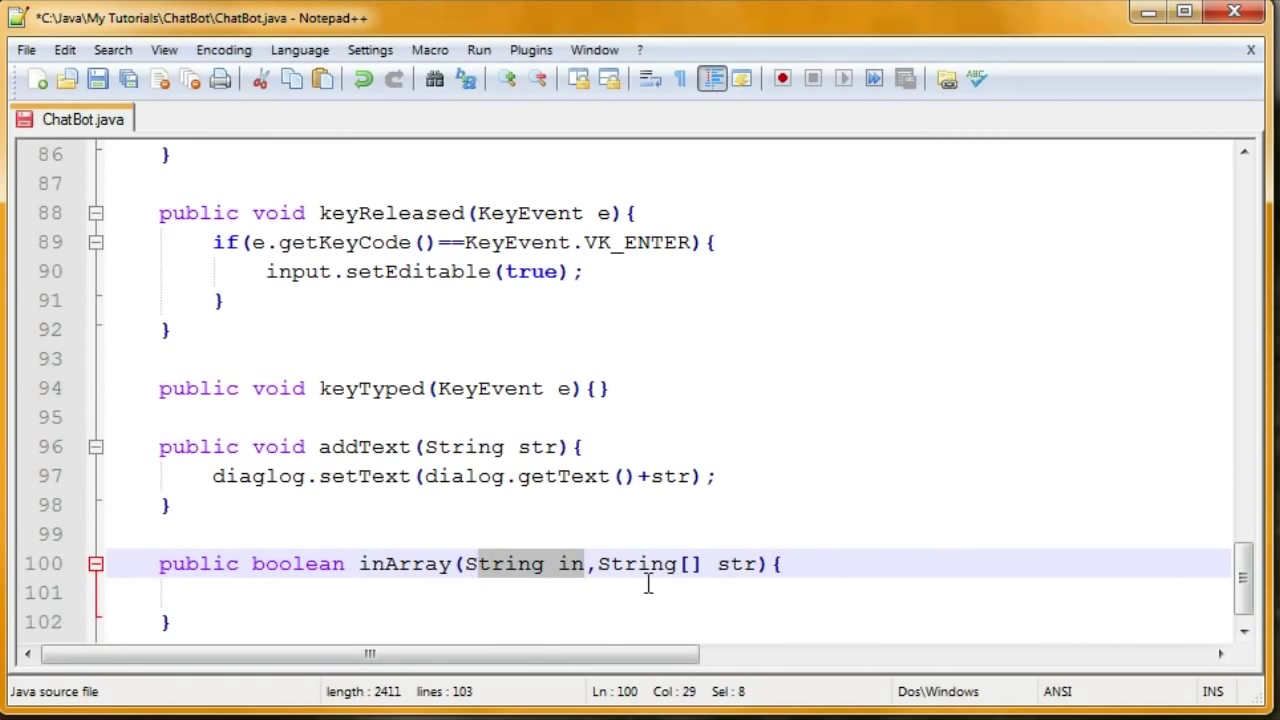 *C:\Java\My Tutorials\ChatBot\ChatBot.java - Notepad++
File Edit Search View Encoding Language Settings Macro Run Plugins Window ? X
ABC
ChatBot.java
86 }
87
88 public void keyReleased(KeyEvent e){
89 if(e.getKeyCode()==KeyEvent.VK_ENTER){
90 input.setEditable(true);
91 }
92 }
93
94 public void keyTyped(KeyEvent e){}
95
96 public void addText(String str){
97 diaglog.setText(dialog.getText()+str);
98 }
99
100 public boolean inArray(String in,String[] str){
101
102 }
Java source file length : 2411 lines : 103 Ln : 100 Col : 29 Sel : 8 Dos\Windows ANSI INS